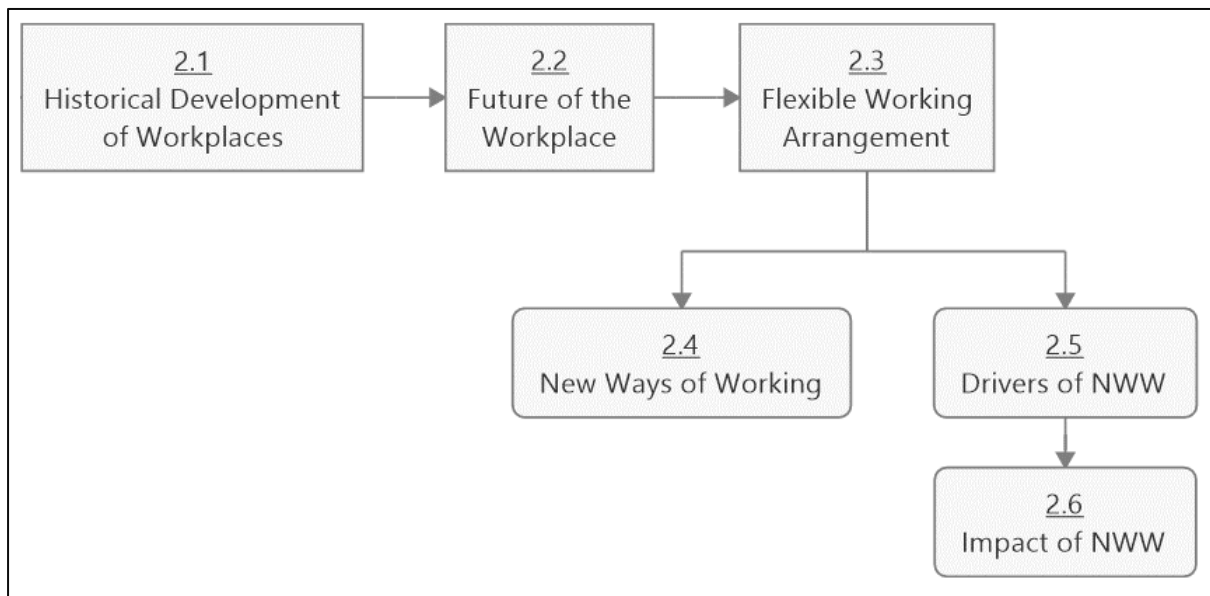 2.1
Historical Development
of Workplaces
2.2
Future of the
Workplace
2.3
Flexible Working
Arrangement
2.4
New Ways of Working
2.5
Drivers of NWW
2.6
Impact of NWW